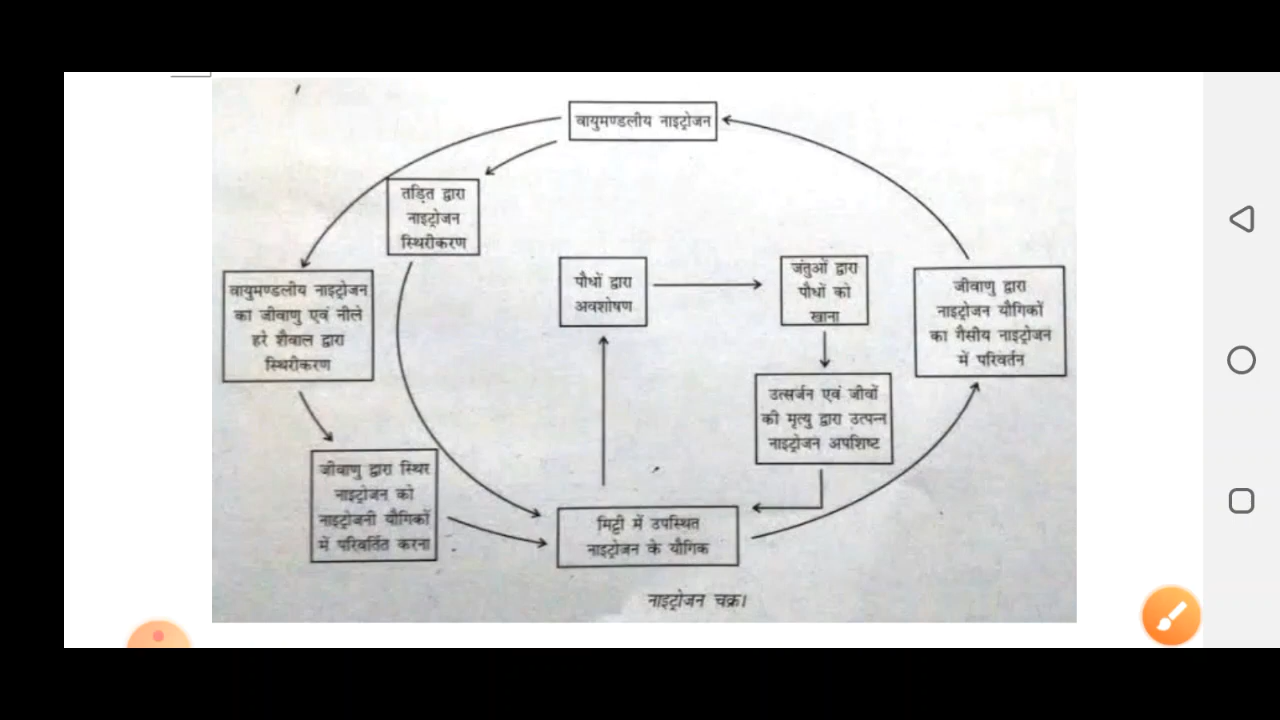 वायुमण्डलीय नाइट्रोजन
तड़ित द्वारा
नाइट्रोजन
स्थिरीकरण
वायुमण्डलीय नाइट्रोजन
का जीवाणु एवं नीले
हरे शैवाल द्वारा
स्थिरीकरण
पौधों द्वारा
अवशोषण
जंतुओं द्वारा
पौधों को
खाना
जीवाणु द्वारा
नाइट्रोजन यौगिकों
का गैसीय नाइट्रोजन
में परिवर्तन
उत्सर्जन एवं जीवों
की मृत्यु द्वारा उत्पन्न
नाइट्रोजन अपशिष्ट
जीवाणु द्वारा स्थिर
नाइट्रोजन को
नाइट्रोजनी यौगिकों
में परिवर्तित करना
मिट्टी में उपस्थित
नाइट्रोजन के यौगिक
नाइट्रोजन चक्र।